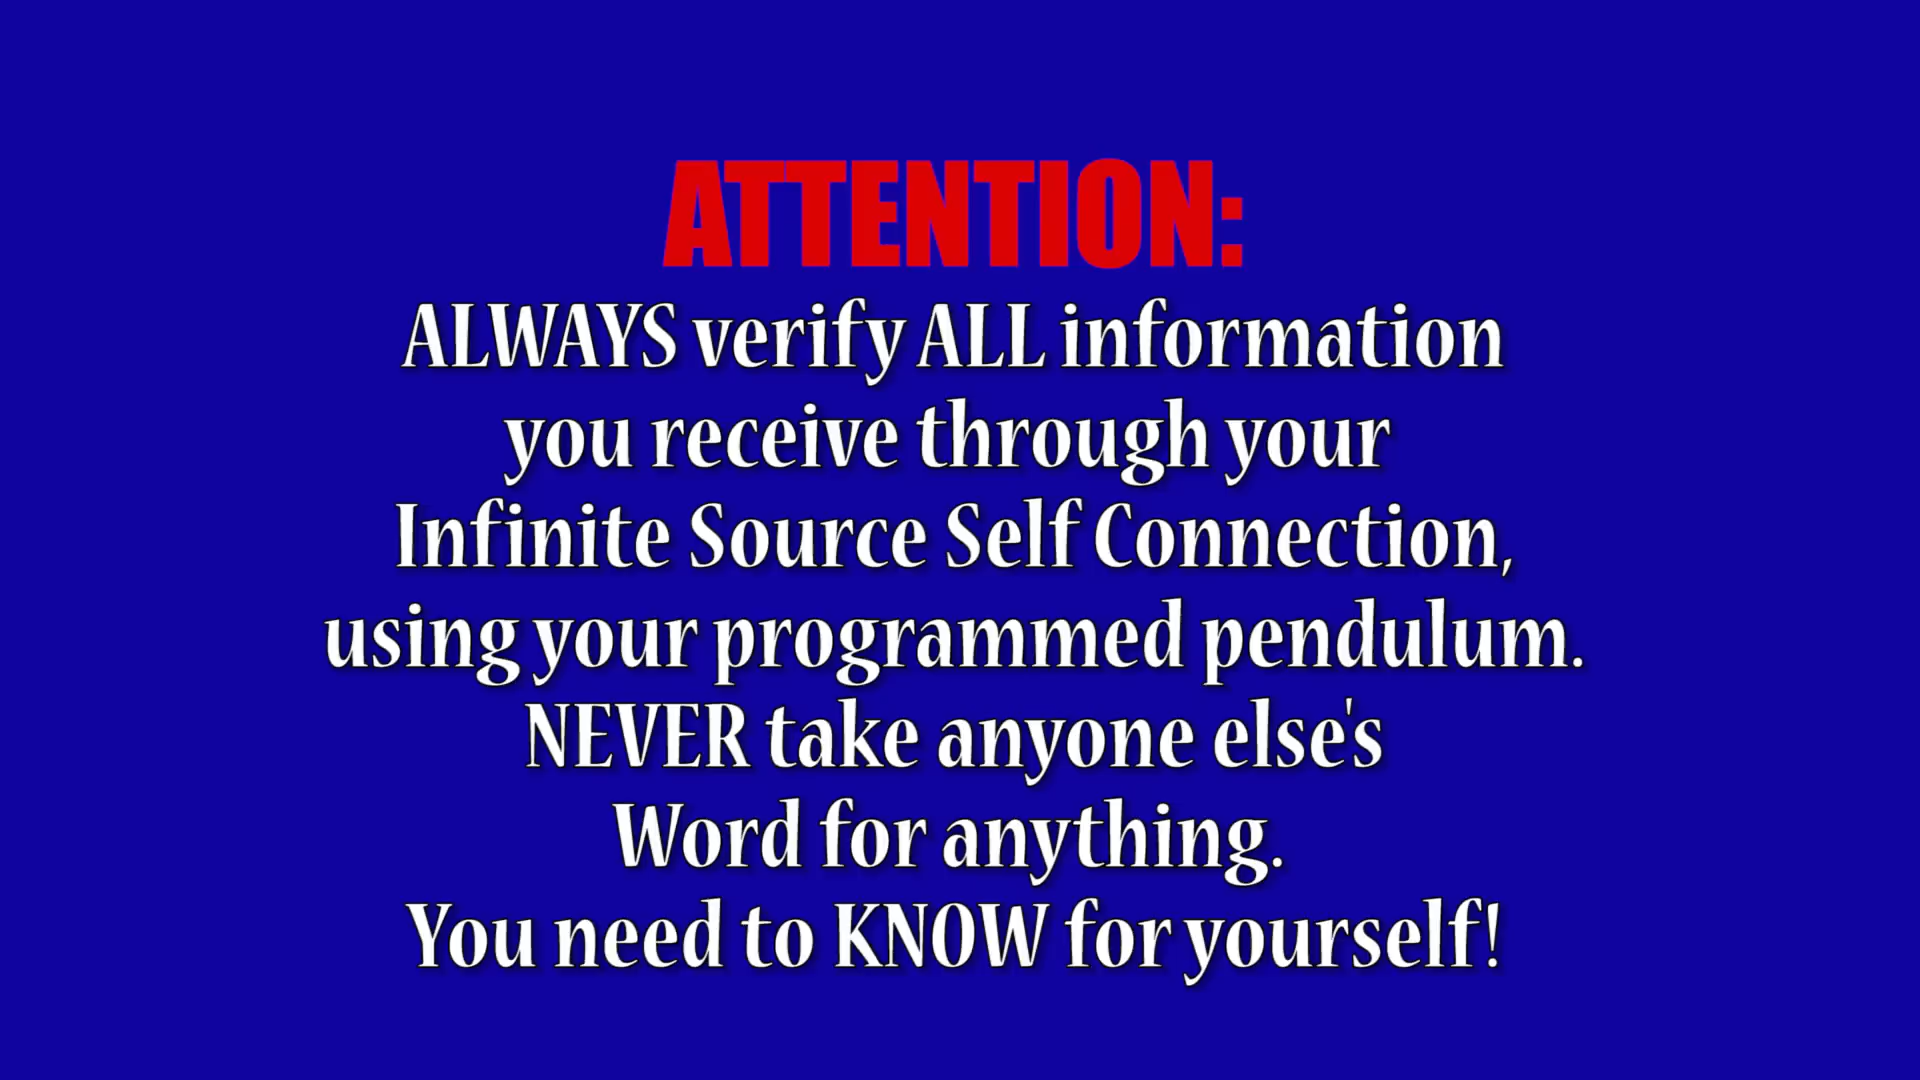 ATTENTION:
ALWAYS verify ALL information
you receive through your
Infinite Source Self Connection,
using your programmed pendulum.
NEVER take anyone else's
Word for anything.
You need to KNOW for yourself!